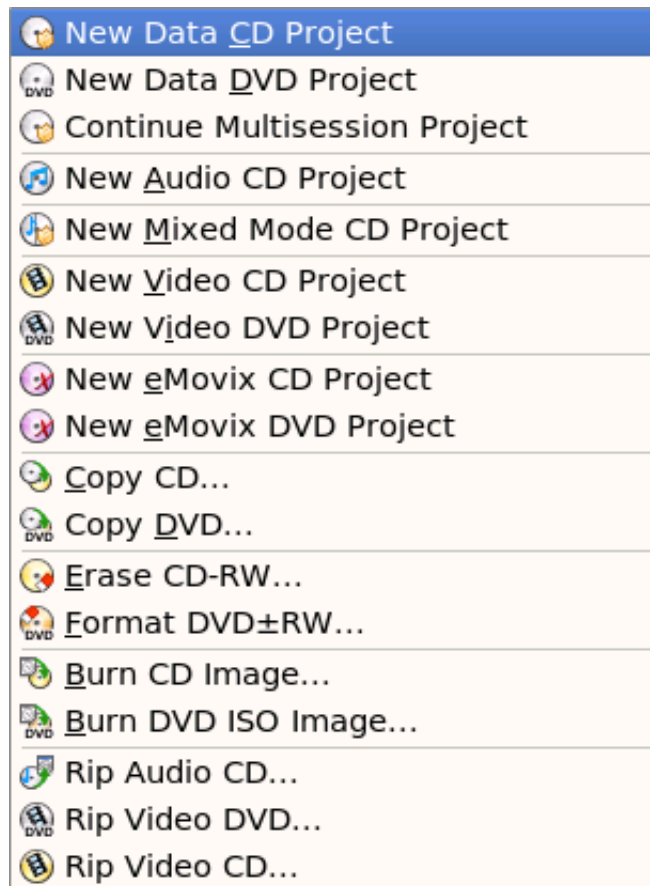 New Data CD Project
New Data DVD Project
Continue Multisession Project
New Audio CD Project
New Mixed Mode CD Project
New Video CD Project
New Video DVD Project
New eMovix CD Project
New eMovix DVD Project
Copy CD...
Copy DVD...
Erase CD-RW...
Format DVD±RW...
Burn CD Image...
Burn DVD ISO Image...
Rip Audio CD...
Rip Video DVD...
Rip Video CD...